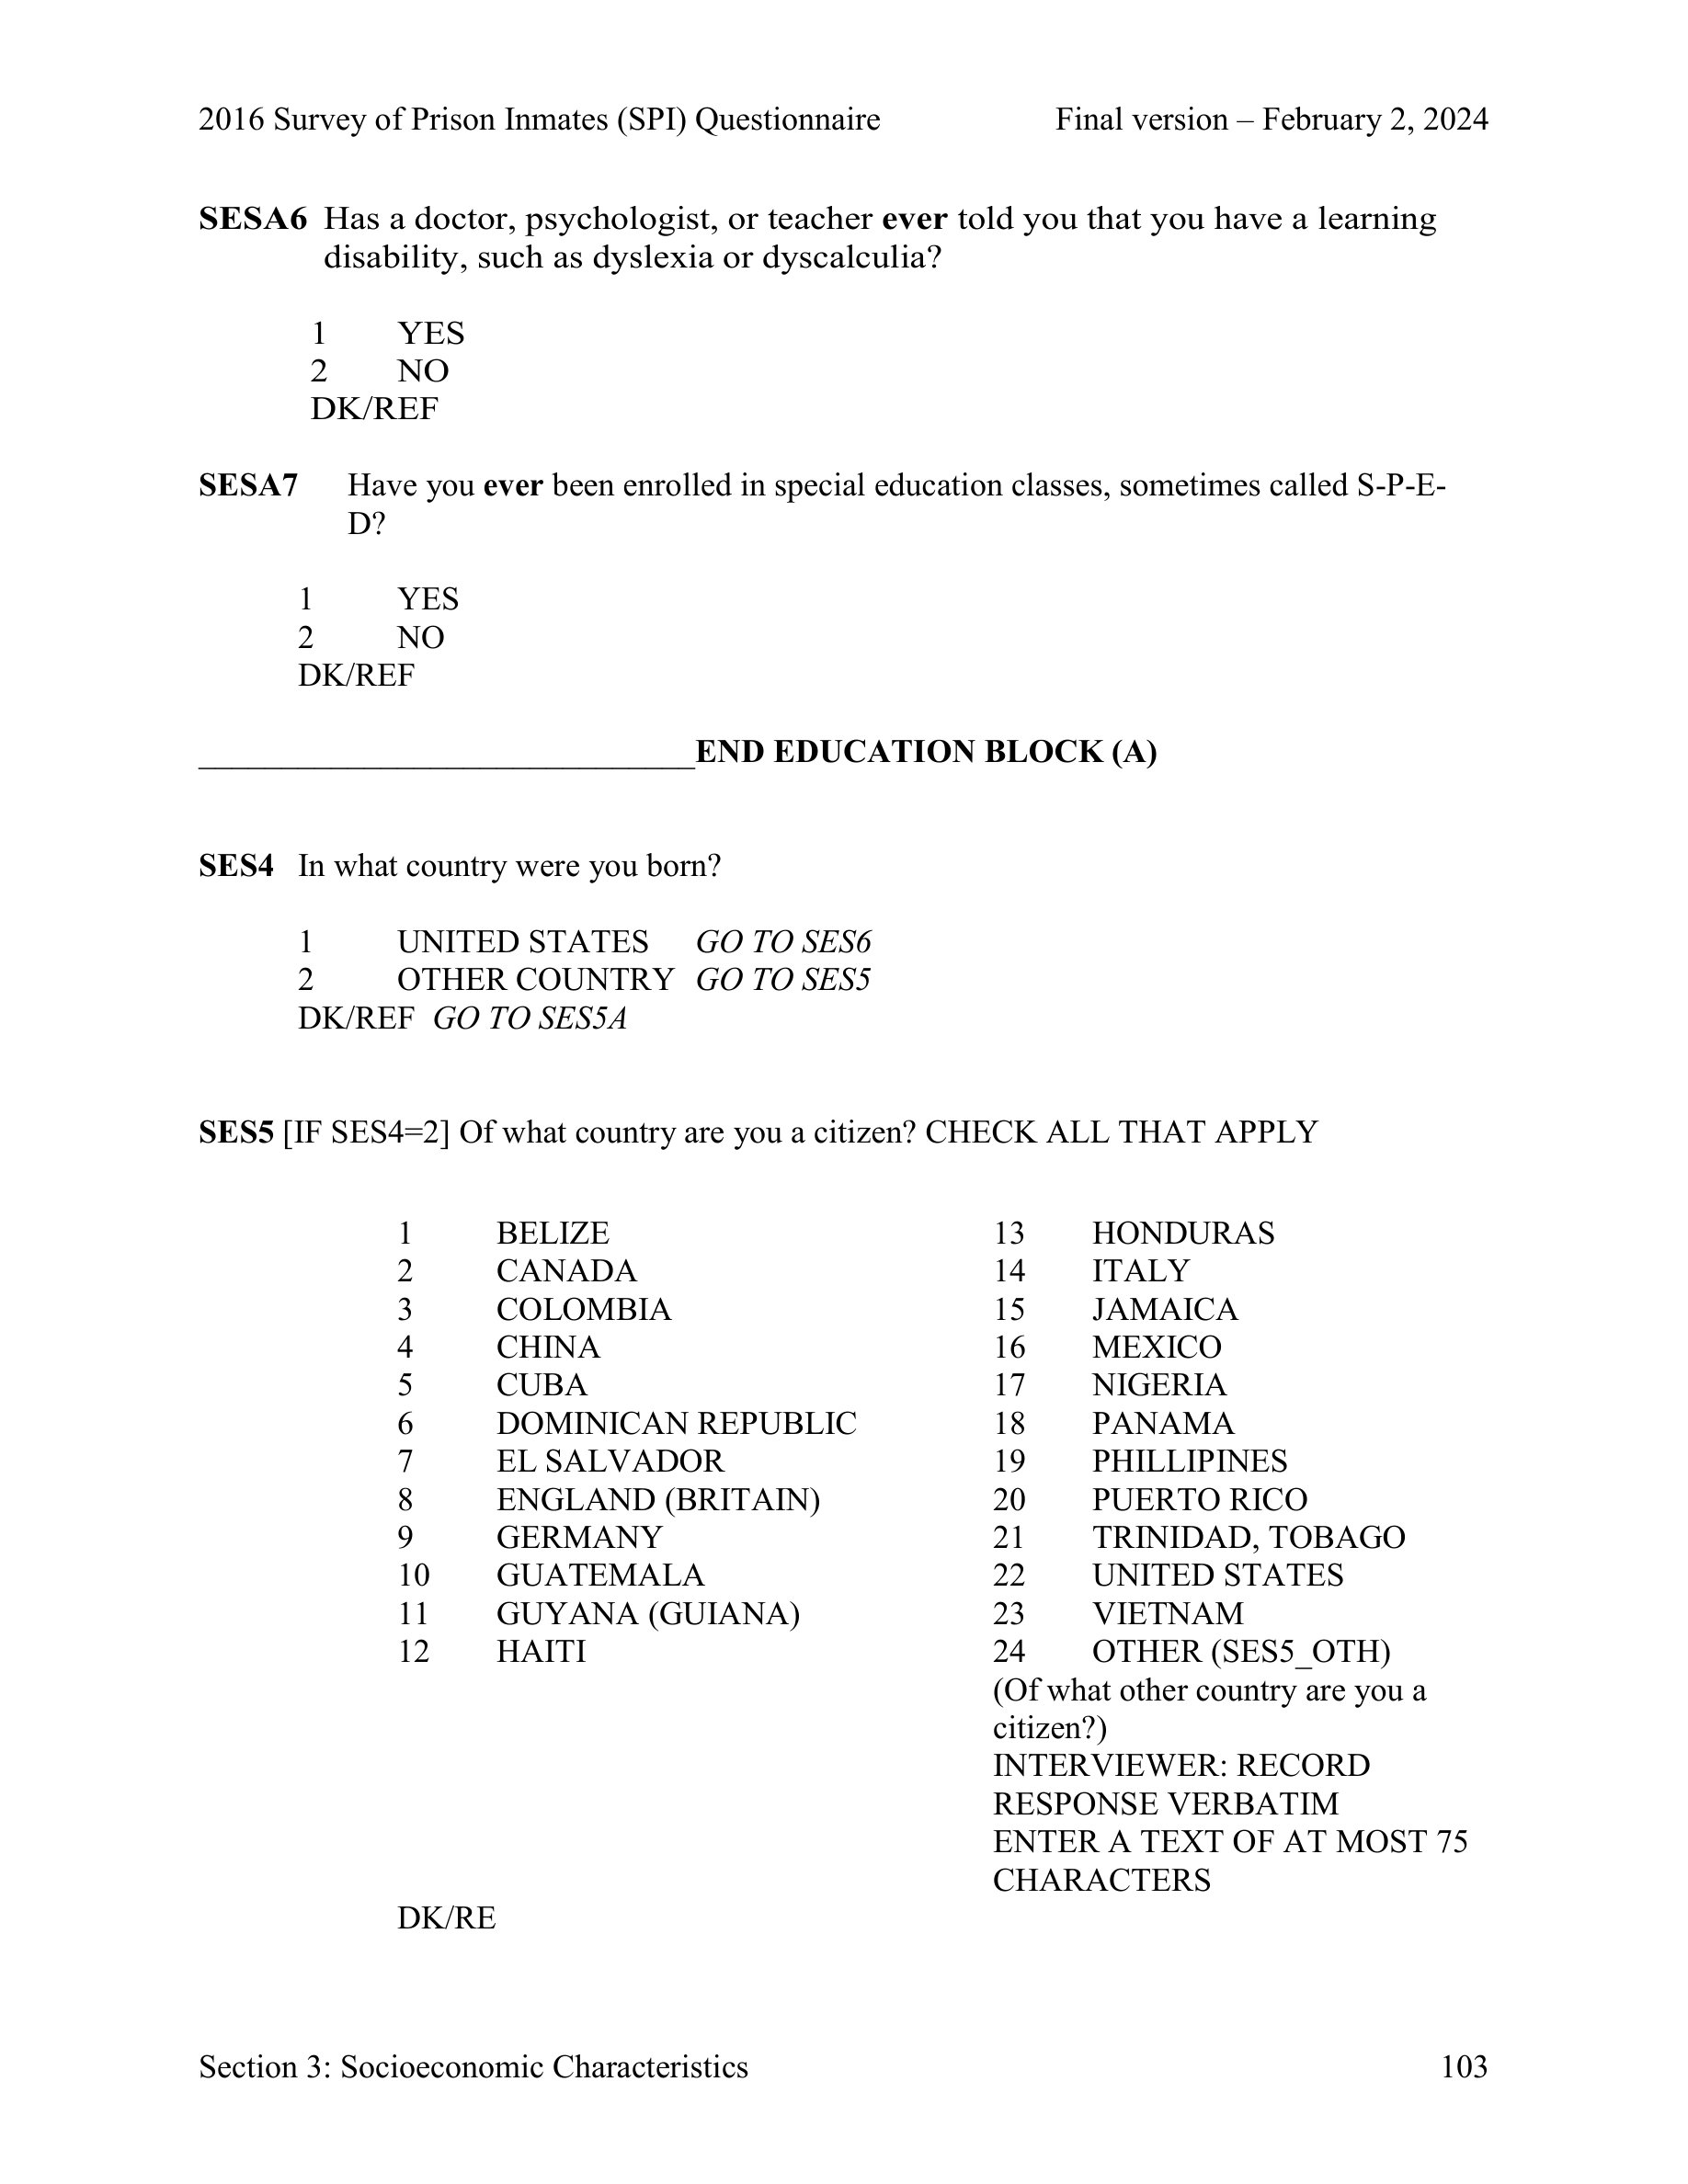 2016 Survey of Prison Inmates (SPI) Questionnaire Final version – February 2, 2024
SESA6 Has a doctor, psychologist, or teacher ever told you that you have a learning
disability, such as dyslexia or dyscalculia?
1 YES
2 NO
DK/REF
SESA7 Have you ever been enrolled in special education classes, sometimes called S-P-E-
D?
1 YES
2 NO
DK/REF
______________________________END EDUCATION BLOCK (A)
SES4 In what country were you born?
1 UNITED STATES GO TO SES6
2 OTHER COUNTRY GO TO SES5
DK/REF GO TO SES5A
SES5 [IF SES4=2] Of what country are you a citizen? CHECK ALL THAT APPLY
1 BELIZE
2 CANADA
3 COLOMBIA
4 CHINA
5 CUBA
6 DOMINICAN REPUBLIC
7 EL SALVADOR
8 ENGLAND (BRITAIN)
9 GERMANY
10 GUATEMALA
11 GUYANA (GUIANA)
12 HAITI
13 HONDURAS
14 ITALY
15 JAMAICA
16 MEXICO
17 NIGERIA
18 PANAMA
19 PHILLIPINES
20 PUERTO RICO
21 TRINIDAD, TOBAGO
22 UNITED STATES
23 VIETNAM
24 OTHER (SES5_OTH)
(Of what other country are you a
citizen?)
INTERVIEWER: RECORD
RESPONSE VERBATIM
ENTER A TEXT OF AT MOST 75
CHARACTERS
DK/RE
Section 3: Socioeconomic Characteristics 103